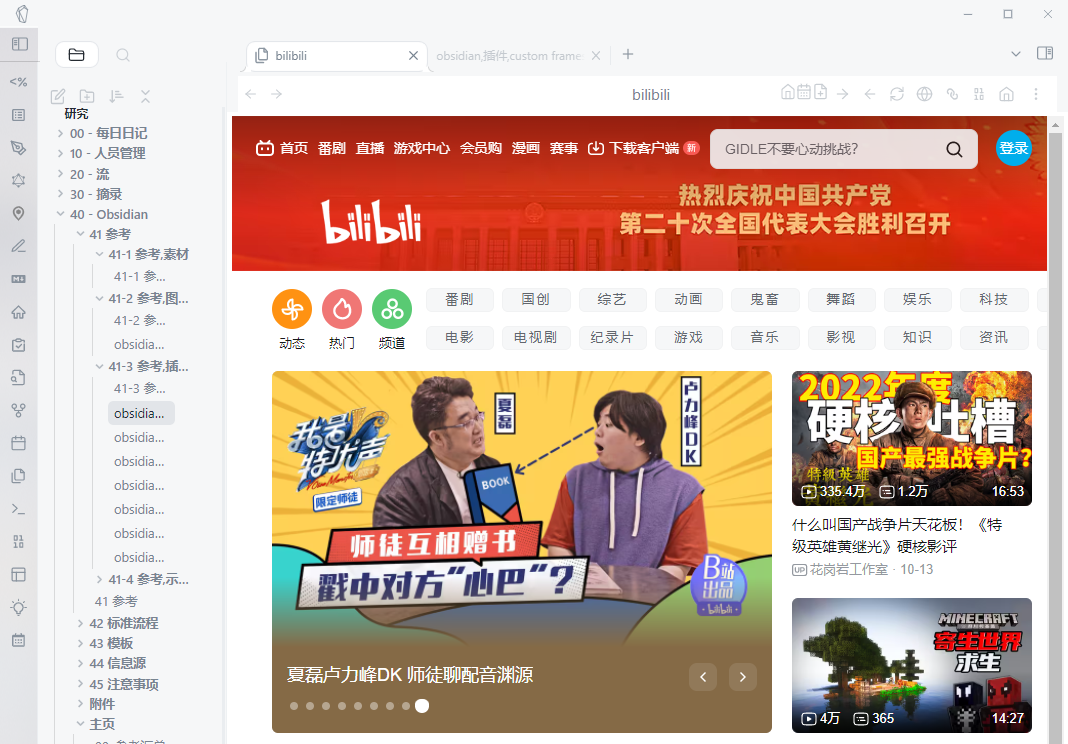 bilibili
obsidian,插件,custom frame
<%
bilibili
研究
00 - 每日日记
10 - 人员管理
20 - 流
30 - 摘录
40 - Obsidian
41 参考
41-1 参考,素材
41-1 参...
41-2 参考,图...
41-2 参...
obsidia...
41-3 参考,插...
41-3 参...
obsidia...
obsidia...
obsidia...
obsidia...
obsidia...
obsidia...
obsidia...
41-4 参考,示...
41 参考
42 标准流程
43 模板
44 信息源
45 注意事项
附件
主页
首页 番剧 直播 游戏中心 会员购 漫画 赛事 下载客户端 新
GIDLE不要心动挑战?
登录
bilibili
热烈庆祝中国共产党
第二十次全国代表大会胜利召开
动态 热门 频道
番剧 国创 综艺 动画 鬼畜 舞蹈 娱乐 科技
电影 电视剧 纪录片 游戏 音乐 影视 知识 资讯
我是
特优声
限定师徒
夏磊
卢力峰DK
BOOK
师徒互相赠书
戳中对方"心巴"?
B站
出品
bilibili
夏磊卢力峰DK 师徒聊配音渊源
2022年度
硬核吐槽
国产最强战争片?
特级英雄
335.4万 1.2万 16:53
什么叫国产战争片天花板！《特
级英雄黄继光》硬核影评
UP 花岗岩工作室 · 10-13
MINECRAFT
寄生世界
求生
4万 365 14:27